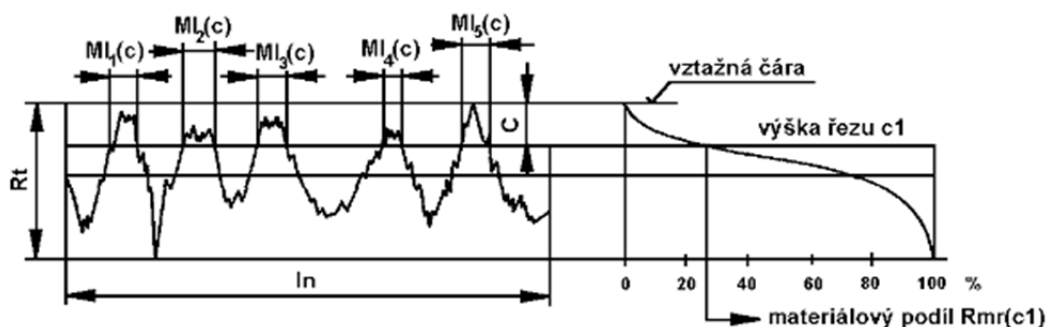 Ml₁(c)
Ml₂(c)
Ml₃(c)
Ml₄(c)
Ml₅(c)
vztažná čára
C
výška řezu c1
Rt
ln
0 20 40 60 80 100 %
materiálový podíl Rmr(c1)